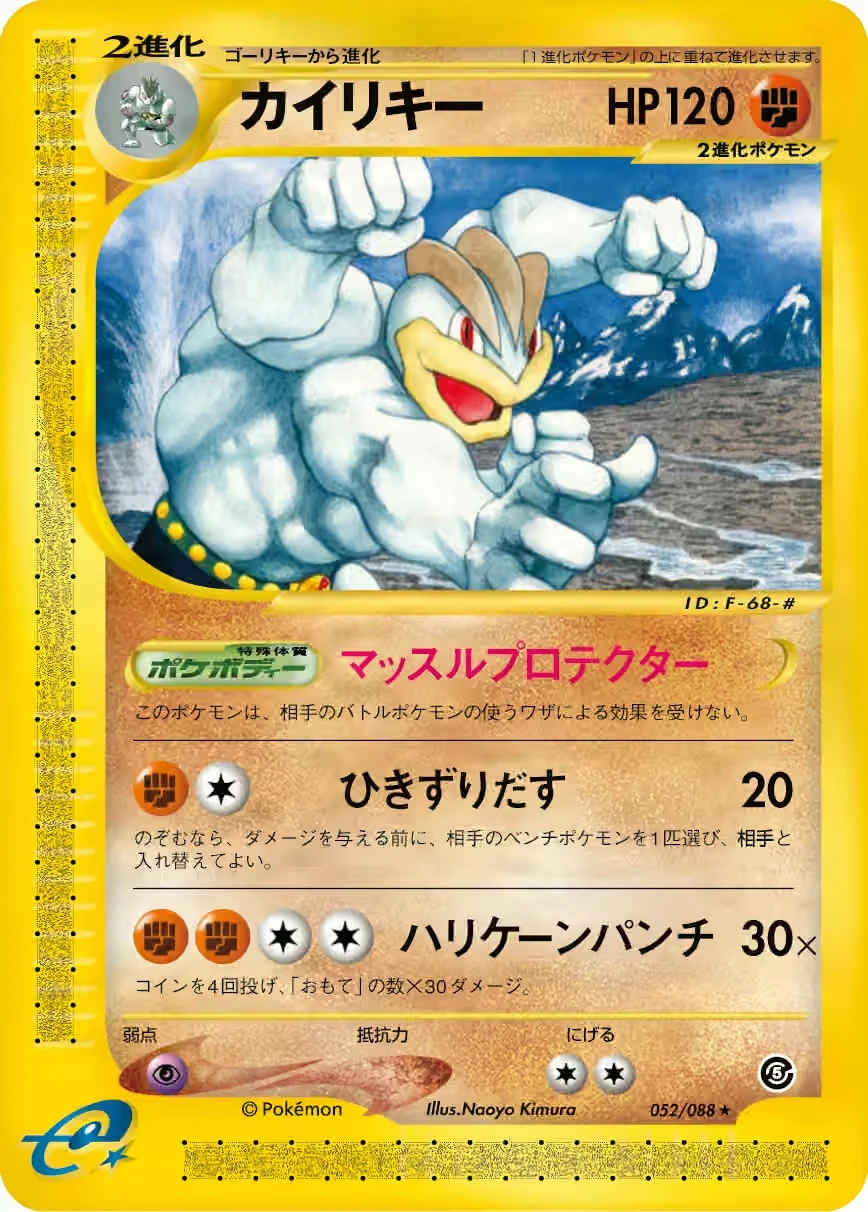 2進化
ゴーリキーから進化
「1進化ポケモン」の上に重ねて進化させます。
カイリキー
HP120
2進化ポケモン
ID:F-68-#
特殊体質
ポケボディー
マッスルプロテクター
このポケモンは、相手のバトルポケモンの使うワザによる効果を受けない。
ひきずりだす 20
のぞむなら、ダメージを与える前に、相手のベンチポケモンを1匹選び、相手と
入れ替えてよい。
ハリケーンパンチ 30×
コインを4回投げ、「おもて」の数×30ダメージ。
弱点 抵抗力 にげる
5
© Pokémon Illus.Naoyo Kimura 052/088★
e